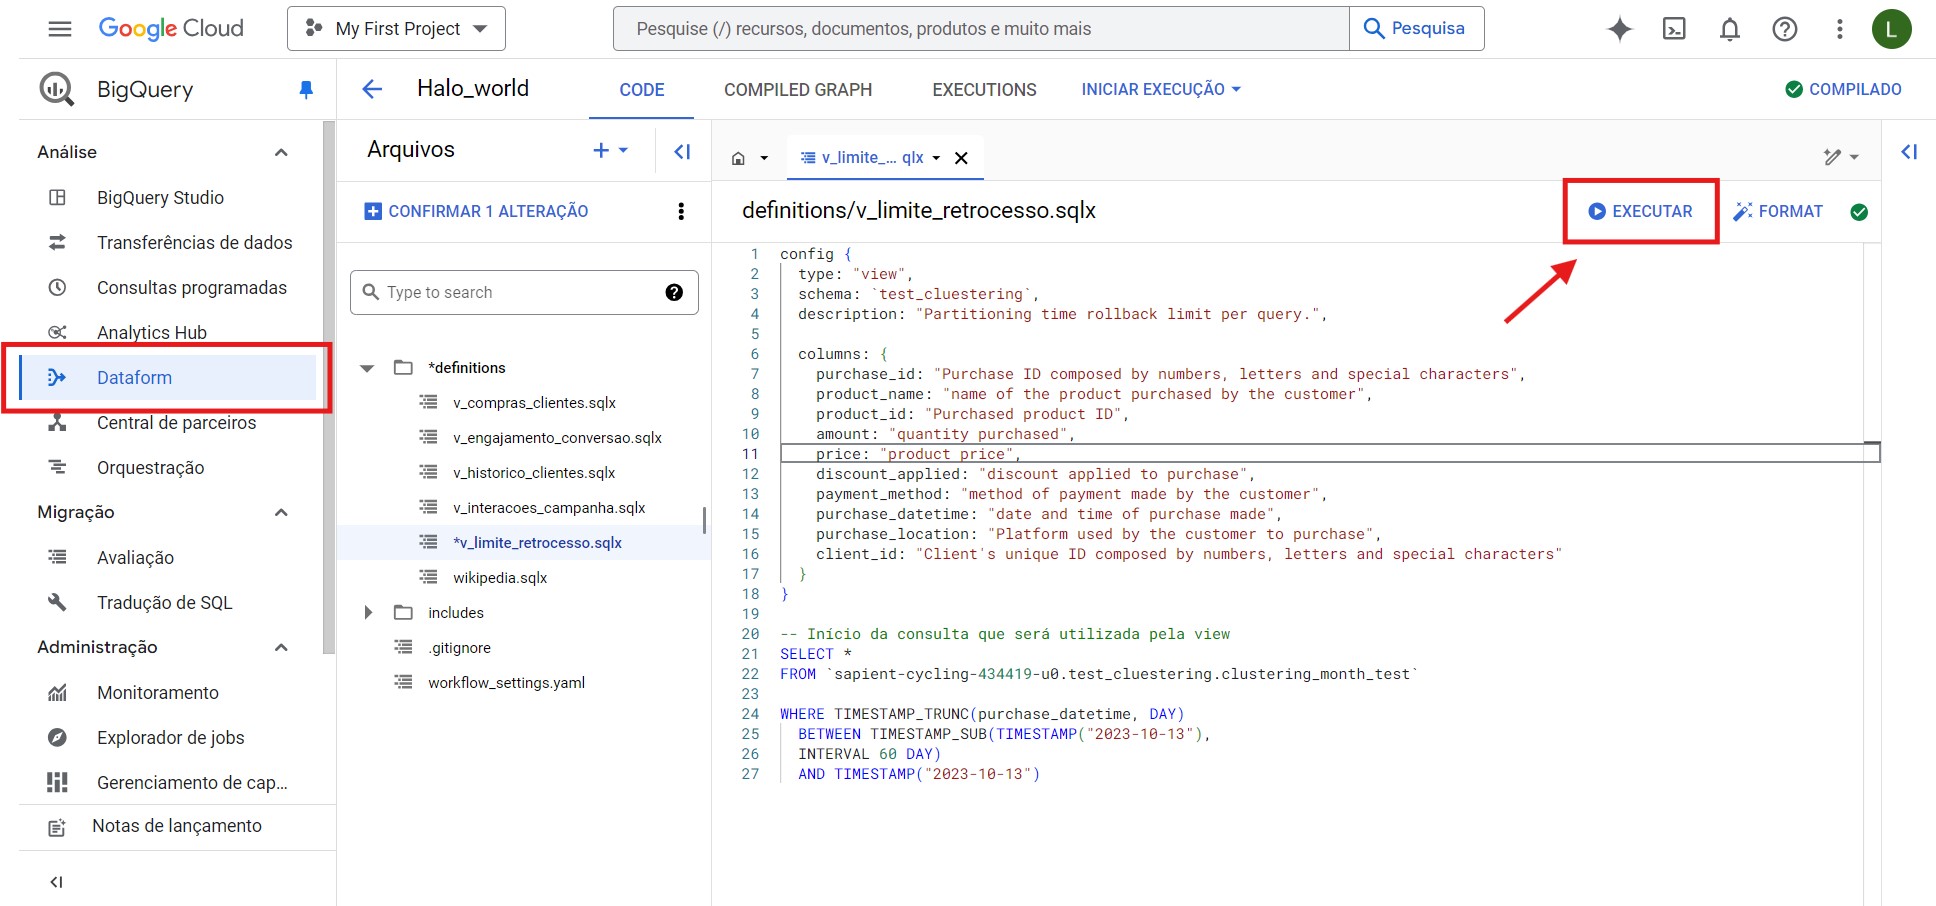 Google Cloud
My First Project
Pesquise (/) recursos, documentos, produtos e muito mais
Pesquisa
L
BigQuery
Halo_world
CODE
COMPILED GRAPH
EXECUTIONS
INICIAR EXECUÇÃO
COMPILADO
Análise
BigQuery Studio
Transferências de dados
Consultas programadas
Analytics Hub
Dataform
Central de parceiros
Orquestração
Migração
Avaliação
Tradução de SQL
Administração
Monitoramento
Explorador de jobs
Gerenciamento de cap...
Notas de lançamento
Arquivos
CONFIRMAR 1 ALTERAÇÃO
Type to search
*definitions
v_compras_clientes.sqlx
v_engajamento_conversao.sqlx
v_historico_clientes.sqlx
v_interacoes_campanha.sqlx
*v_limite_retrocesso.sqlx
wikipedia.sqlx
includes
.gitignore
workflow_settings.yaml
v_limite_... qlx
definitions/v_limite_retrocesso.sqlx
EXECUTAR
FORMAT
1 config {
2 type: "view",
3 schema: `test_cluestering`,
4 description: "Partitioning time rollback limit per query.",
5
6 columns: {
7 purchase_id: "Purchase ID composed by numbers, letters and special characters",
8 product_name: "name of the product purchased by the customer",
9 product_id: "Purchased product ID",
10 amount: "quantity purchased",
11 price: "product price",
12 discount_applied: "discount applied to purchase",
13 payment_method: "method of payment made by the customer",
14 purchase_datetime: "date and time of purchase made",
15 purchase_location: "Platform used by the customer to purchase",
16 client_id: "Client's unique ID composed by numbers, letters and special characters"
17 }
18 }
19
20 -- Início da consulta que será utilizada pela view
21 SELECT *
22 FROM `sapient-cycling-434419-u0.test_cluestering.clustering_month_test`
23
24 WHERE TIMESTAMP_TRUNC(purchase_datetime, DAY)
25 BETWEEN TIMESTAMP_SUB(TIMESTAMP("2023-10-13"),
26 INTERVAL 60 DAY)
27 AND TIMESTAMP("2023-10-13")